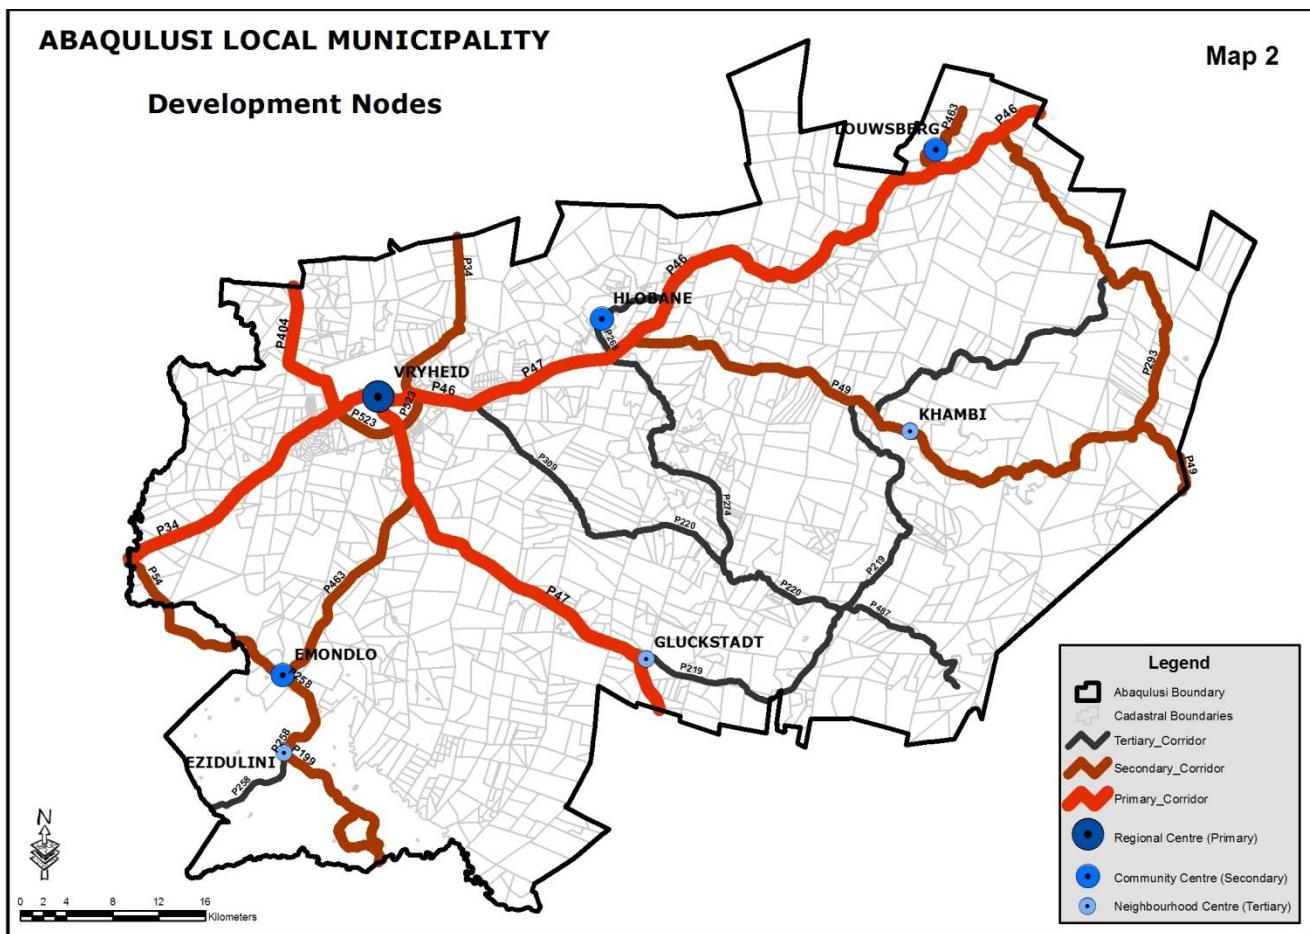 ABAQULUSI LOCAL MUNICIPALITY
Map 2
Development Nodes
P463
P46
LOUWSBERG
P34
P46
HLOBANE
P404
P268
P293
VRYHEID
P47
P46
P49
P523
P523
KHAMBI
P309
P49
P274
P34
P220
P54
P463
P219
P220
P487
P47
GLUCKSTADT
EMONDLO
P258
P219
P258
P199
EZIDULINI
P258
N
0 2 4 8 12 16
Kilometers
Legend
Abaqulusi Boundary
Cadastral Boundaries
Tertiary_Corridor
Secondary_Corridor
Primary_Corridor
Regional Centre (Primary)
Community Centre (Secondary)
Neighbourhood Centre (Tertiary)